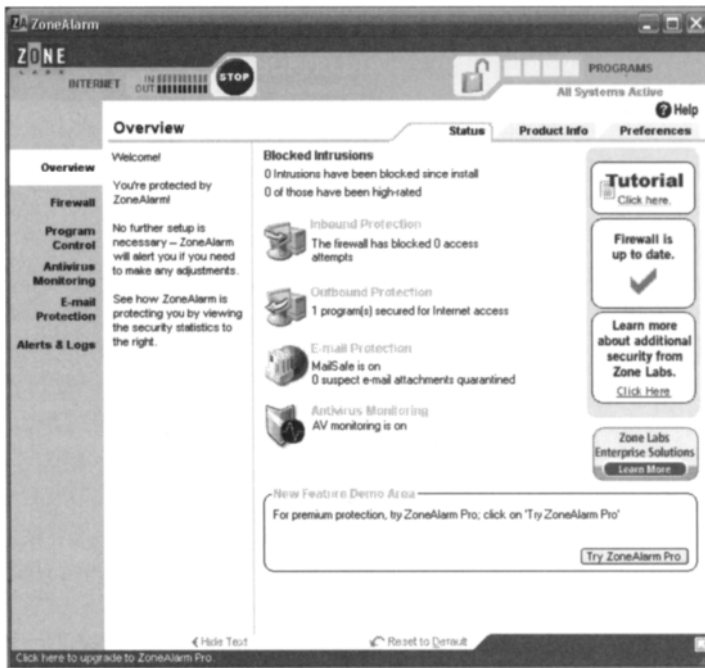 ZA ZoneAlarm
ZONE
LABS
INTERNET
IN
OUT
STOP
PROGRAMS
All Systems Active
Help
Overview
Status
Product Info
Preferences
Overview
Firewall
Program
Control
Antivirus
Monitoring
E-mail
Protection
Alerts & Logs
Welcome!
You're protected by
ZoneAlarm!
No further setup is
necessary – ZoneAlarm
will alert you if you need
to make any adjustments.
See how ZoneAlarm is
protecting you by viewing
the security statistics to
the right.
Blocked Intrusions
0 Intrusions have been blocked since install
0 of those have been high-rated
Inbound Protection
The firewall has blocked 0 access
attempts
Outbound Protection
1 program(s) secured for Internet access
E-mail Protection
MailSafe is on
0 suspect e-mail attachments quarantined
Antivirus Monitoring
AV monitoring is on
Tutorial
Click here.
Firewall is
up to date.
Learn more
about additional
security from
Zone Labs.
Click Here
Zone Labs
Enterprise Solutions
Learn More
New Feature Demo Area
For premium protection, try ZoneAlarm Pro; click on 'Try ZoneAlarm Pro'
Try ZoneAlarm Pro
Hide Text
Reset to Default
Click here to upgrade to ZoneAlarm Pro.